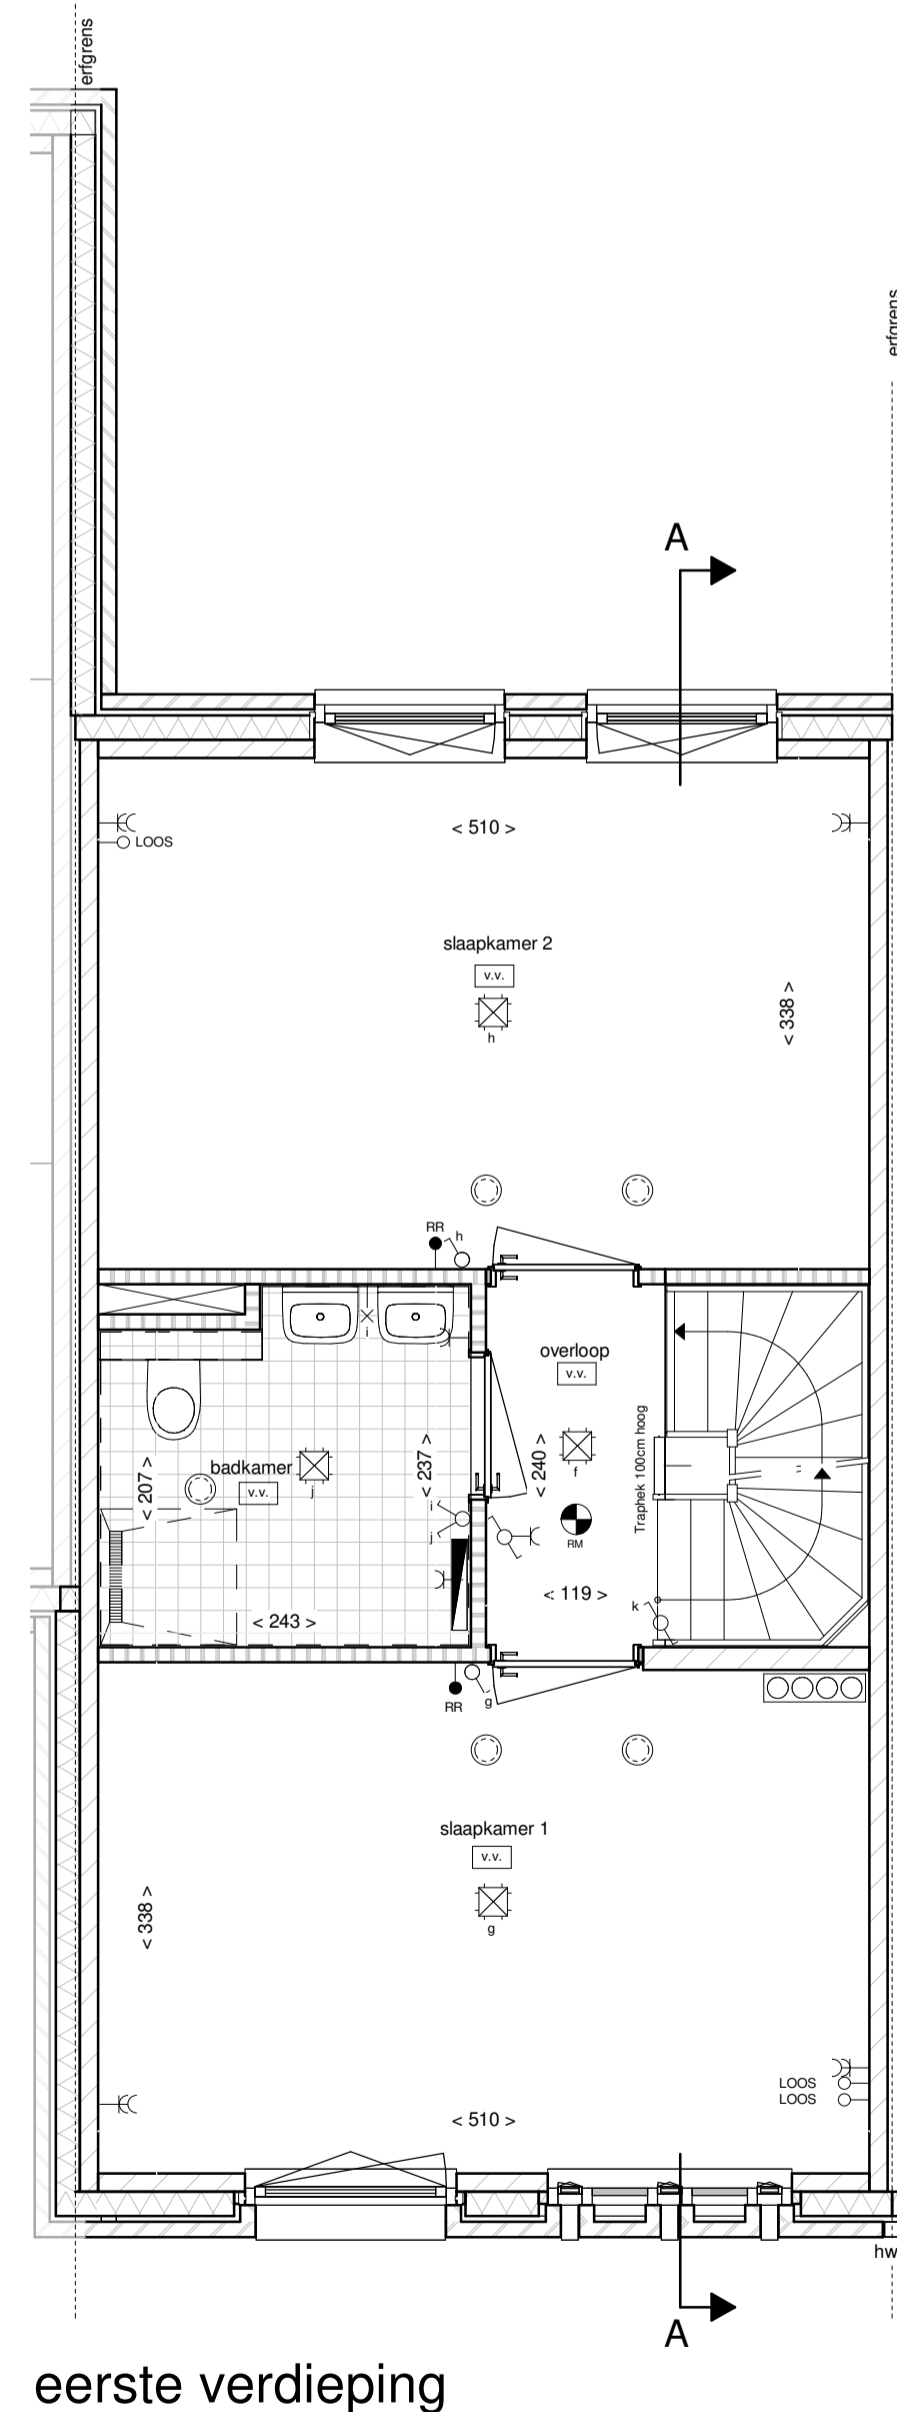 erfgrens
erfgrens
A
< 510 >
LOOS
slaapkamer 2
v.v.
h
< 338 >
RR
h
i
overloop
v.v.
Traphek 100cm hoog
badkamer
v.v.
j
< 207 >
< 237 >
< 240 >
f
i
j
RM
< 119 >
k
< 243 >
RR
g
slaapkamer 1
v.v.
g
< 338 >
LOOS
LOOS
< 510 >
hw
A
eerste verdieping